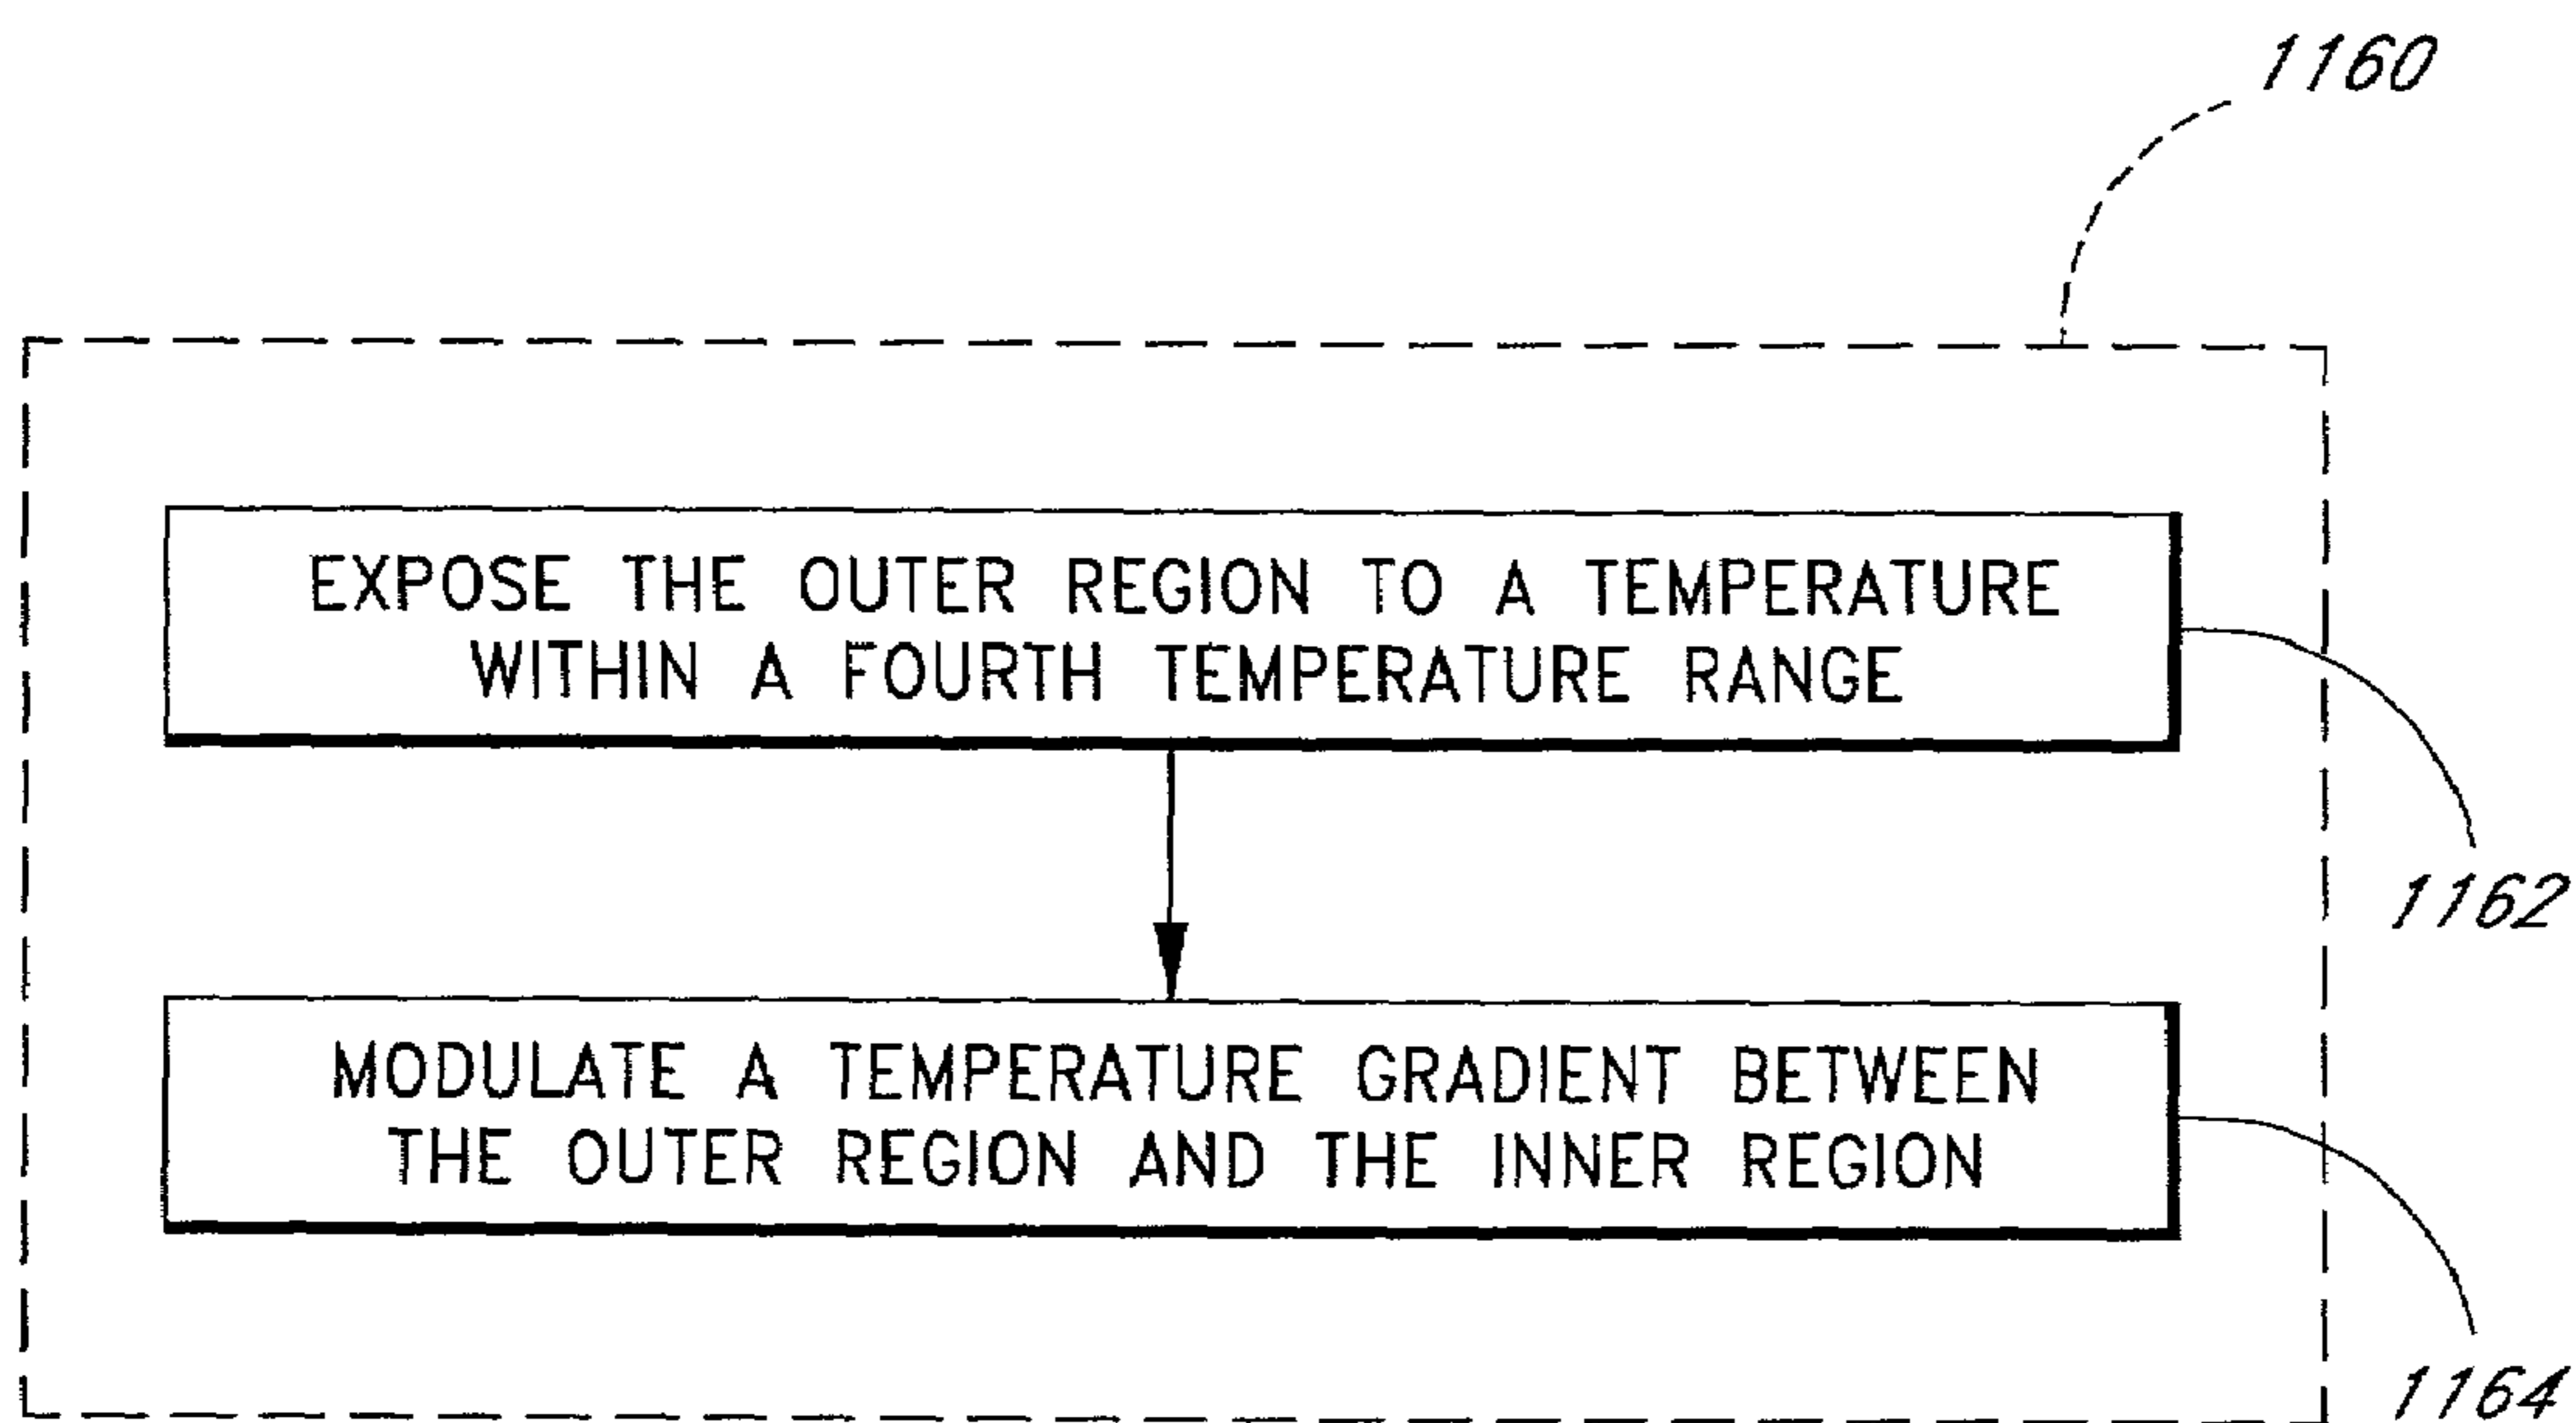 1160
EXPOSE THE OUTER REGION TO A TEMPERATURE
WITHIN A FOURTH TEMPERATURE RANGE
1162
MODULATE A TEMPERATURE GRADIENT BETWEEN
THE OUTER REGION AND THE INNER REGION
1164